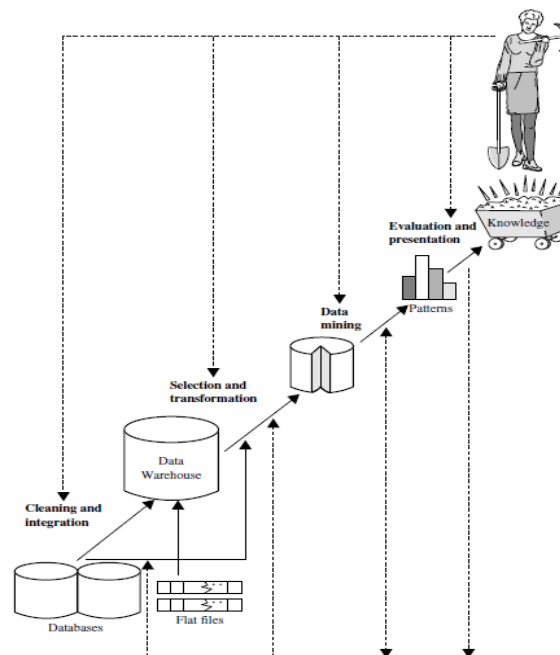 Evaluation and
presentation
Knowledge
Patterns
Data
mining
Selection and
transformation
Data
Warehouse
Cleaning and
integration
Databases
Flat files